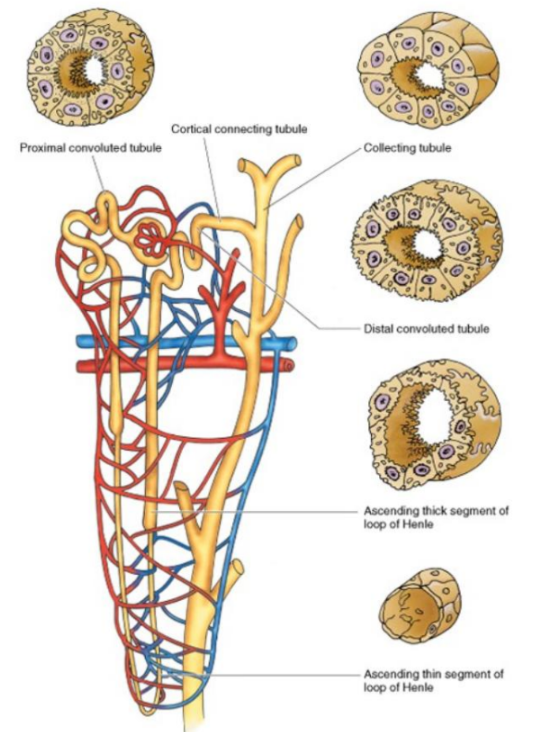 Cortical connecting tubule
Proximal convoluted tubule
Collecting tubule
Distal convoluted tubule
Ascending thick segment of
loop of Henle
Ascending thin segment of
loop of Henle